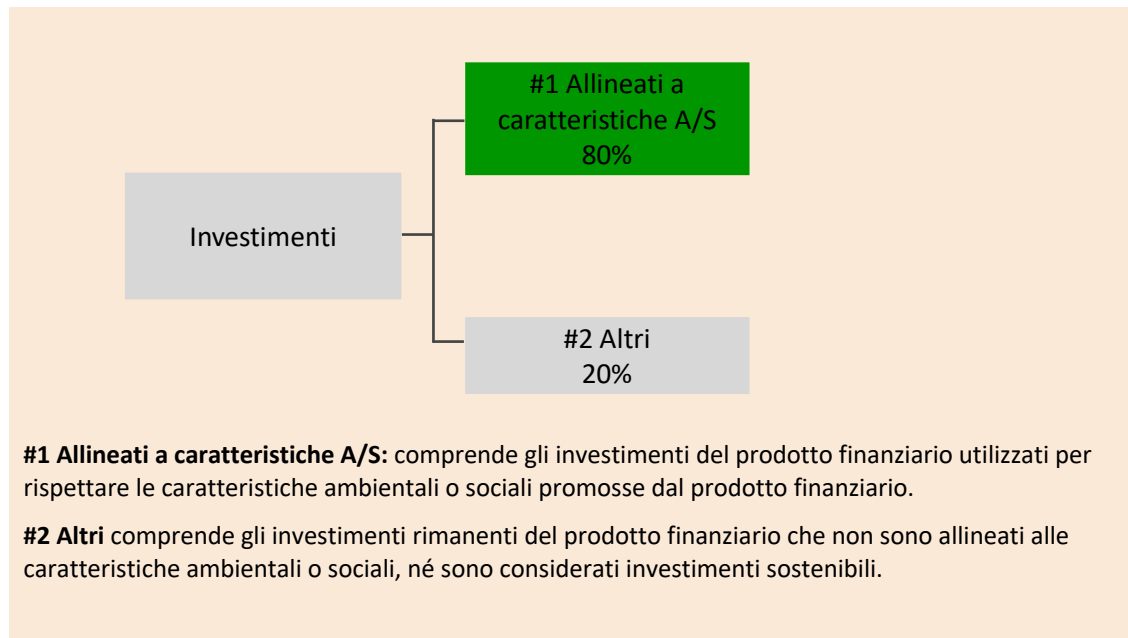 #1 Allineati a
caratteristiche A/S
80%
Investimenti
#2 Altri
20%
#1 Allineati a caratteristiche A/S: comprende gli investimenti del prodotto finanziario utilizzati per
rispettare le caratteristiche ambientali o sociali promosse dal prodotto finanziario.
#2 Altri comprende gli investimenti rimanenti del prodotto finanziario che non sono allineati alle
caratteristiche ambientali o sociali, né sono considerati investimenti sostenibili.